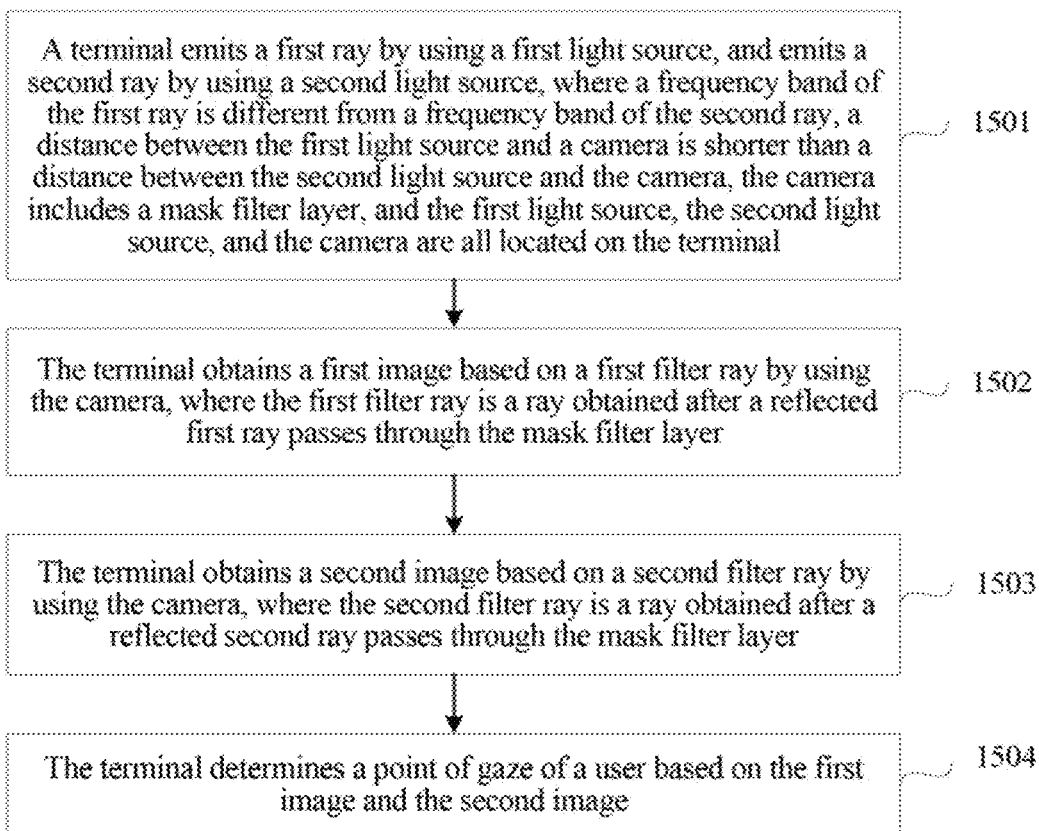 A terminal emits a first ray by using a first light source, and emits a
second ray by using a second light source, where a frequency band of
the first ray is different from a frequency band of the second ray, a
distance between the first light source and a camera is shorter than a
distance between the second light source and the camera, the camera
includes a mask filter layer, and the first light source, the second light
source, and the camera are all located on the terminal
1501
The terminal obtains a first image based on a first filter ray by using
the camera, where the first filter ray is a ray obtained after a reflected
first ray passes through the mask filter layer
1502
The terminal obtains a second image based on a second filter ray by
using the camera, where the second filter ray is a ray obtained after a
reflected second ray passes through the mask filter layer
1503
The terminal determines a point of gaze of a user based on the first
image and the second image
1504